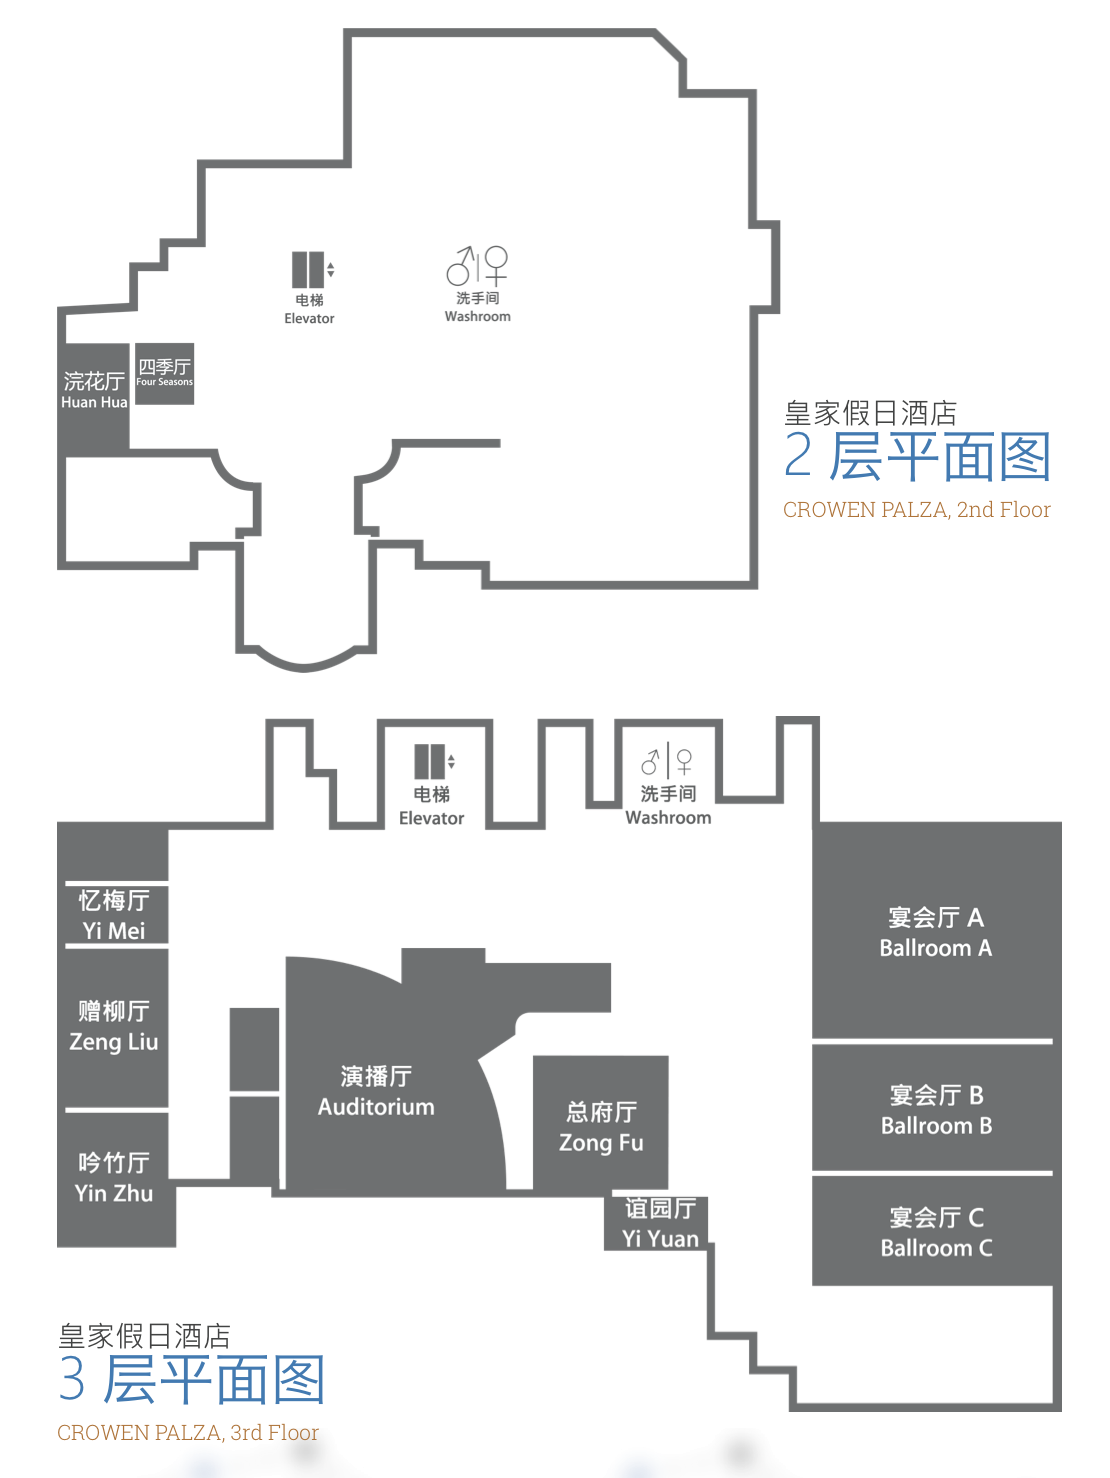 电梯
Elevator
洗手间
Washroom
浣花厅
Huan Hua
四季厅
Four Seasons
皇家假日酒店
2 层平面图
CROWEN PALZA, 2nd Floor
电梯
Elevator
洗手间
Washroom
忆梅厅
Yi Mei
赠柳厅
Zeng Liu
吟竹厅
Yin Zhu
演播厅
Auditorium
总府厅
Zong Fu
谊园厅
Yi Yuan
宴会厅 A
Ballroom A
宴会厅 B
Ballroom B
宴会厅 C
Ballroom C
皇家假日酒店
3 层平面图
CROWEN PALZA, 3rd Floor